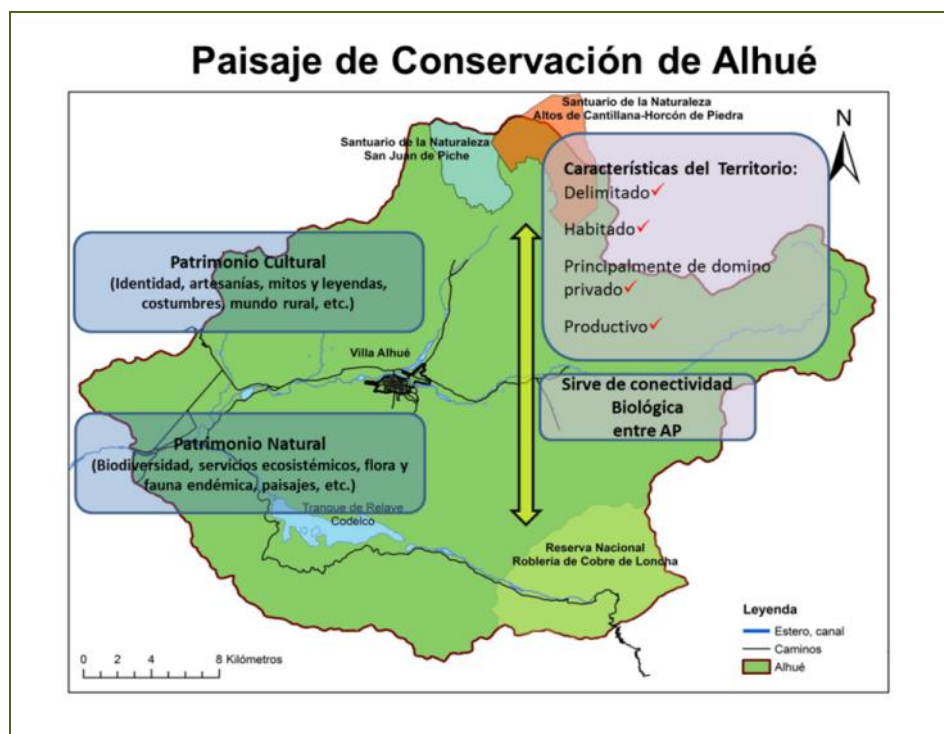 Paisaje de Conservación de Alhué
Santuario de la Naturaleza
Altos de Cantillana-Horcón de Piedra
N
Santuario de la Naturaleza
San Juan de Piche
Características del Territorio:
Delimitado✓
Habitado✓
Principalmente de domino
privado✓
Productivo✓
Patrimonio Cultural
(Identidad, artesanías, mitos y leyendas,
costumbres, mundo rural, etc.)
Villa Alhué
Sirve de conectividad
Biológica
entre AP
Patrimonio Natural
(Biodiversidad, servicios ecosistémicos, flora y
fauna endémica, paisajes, etc.)
Tranque de Relave
Codelco
Reserva Nacional
Roblería de Cobre de Loncha
Leyenda
Estero, canal
Caminos
Alhué
0 2 4 8 Kilómetros